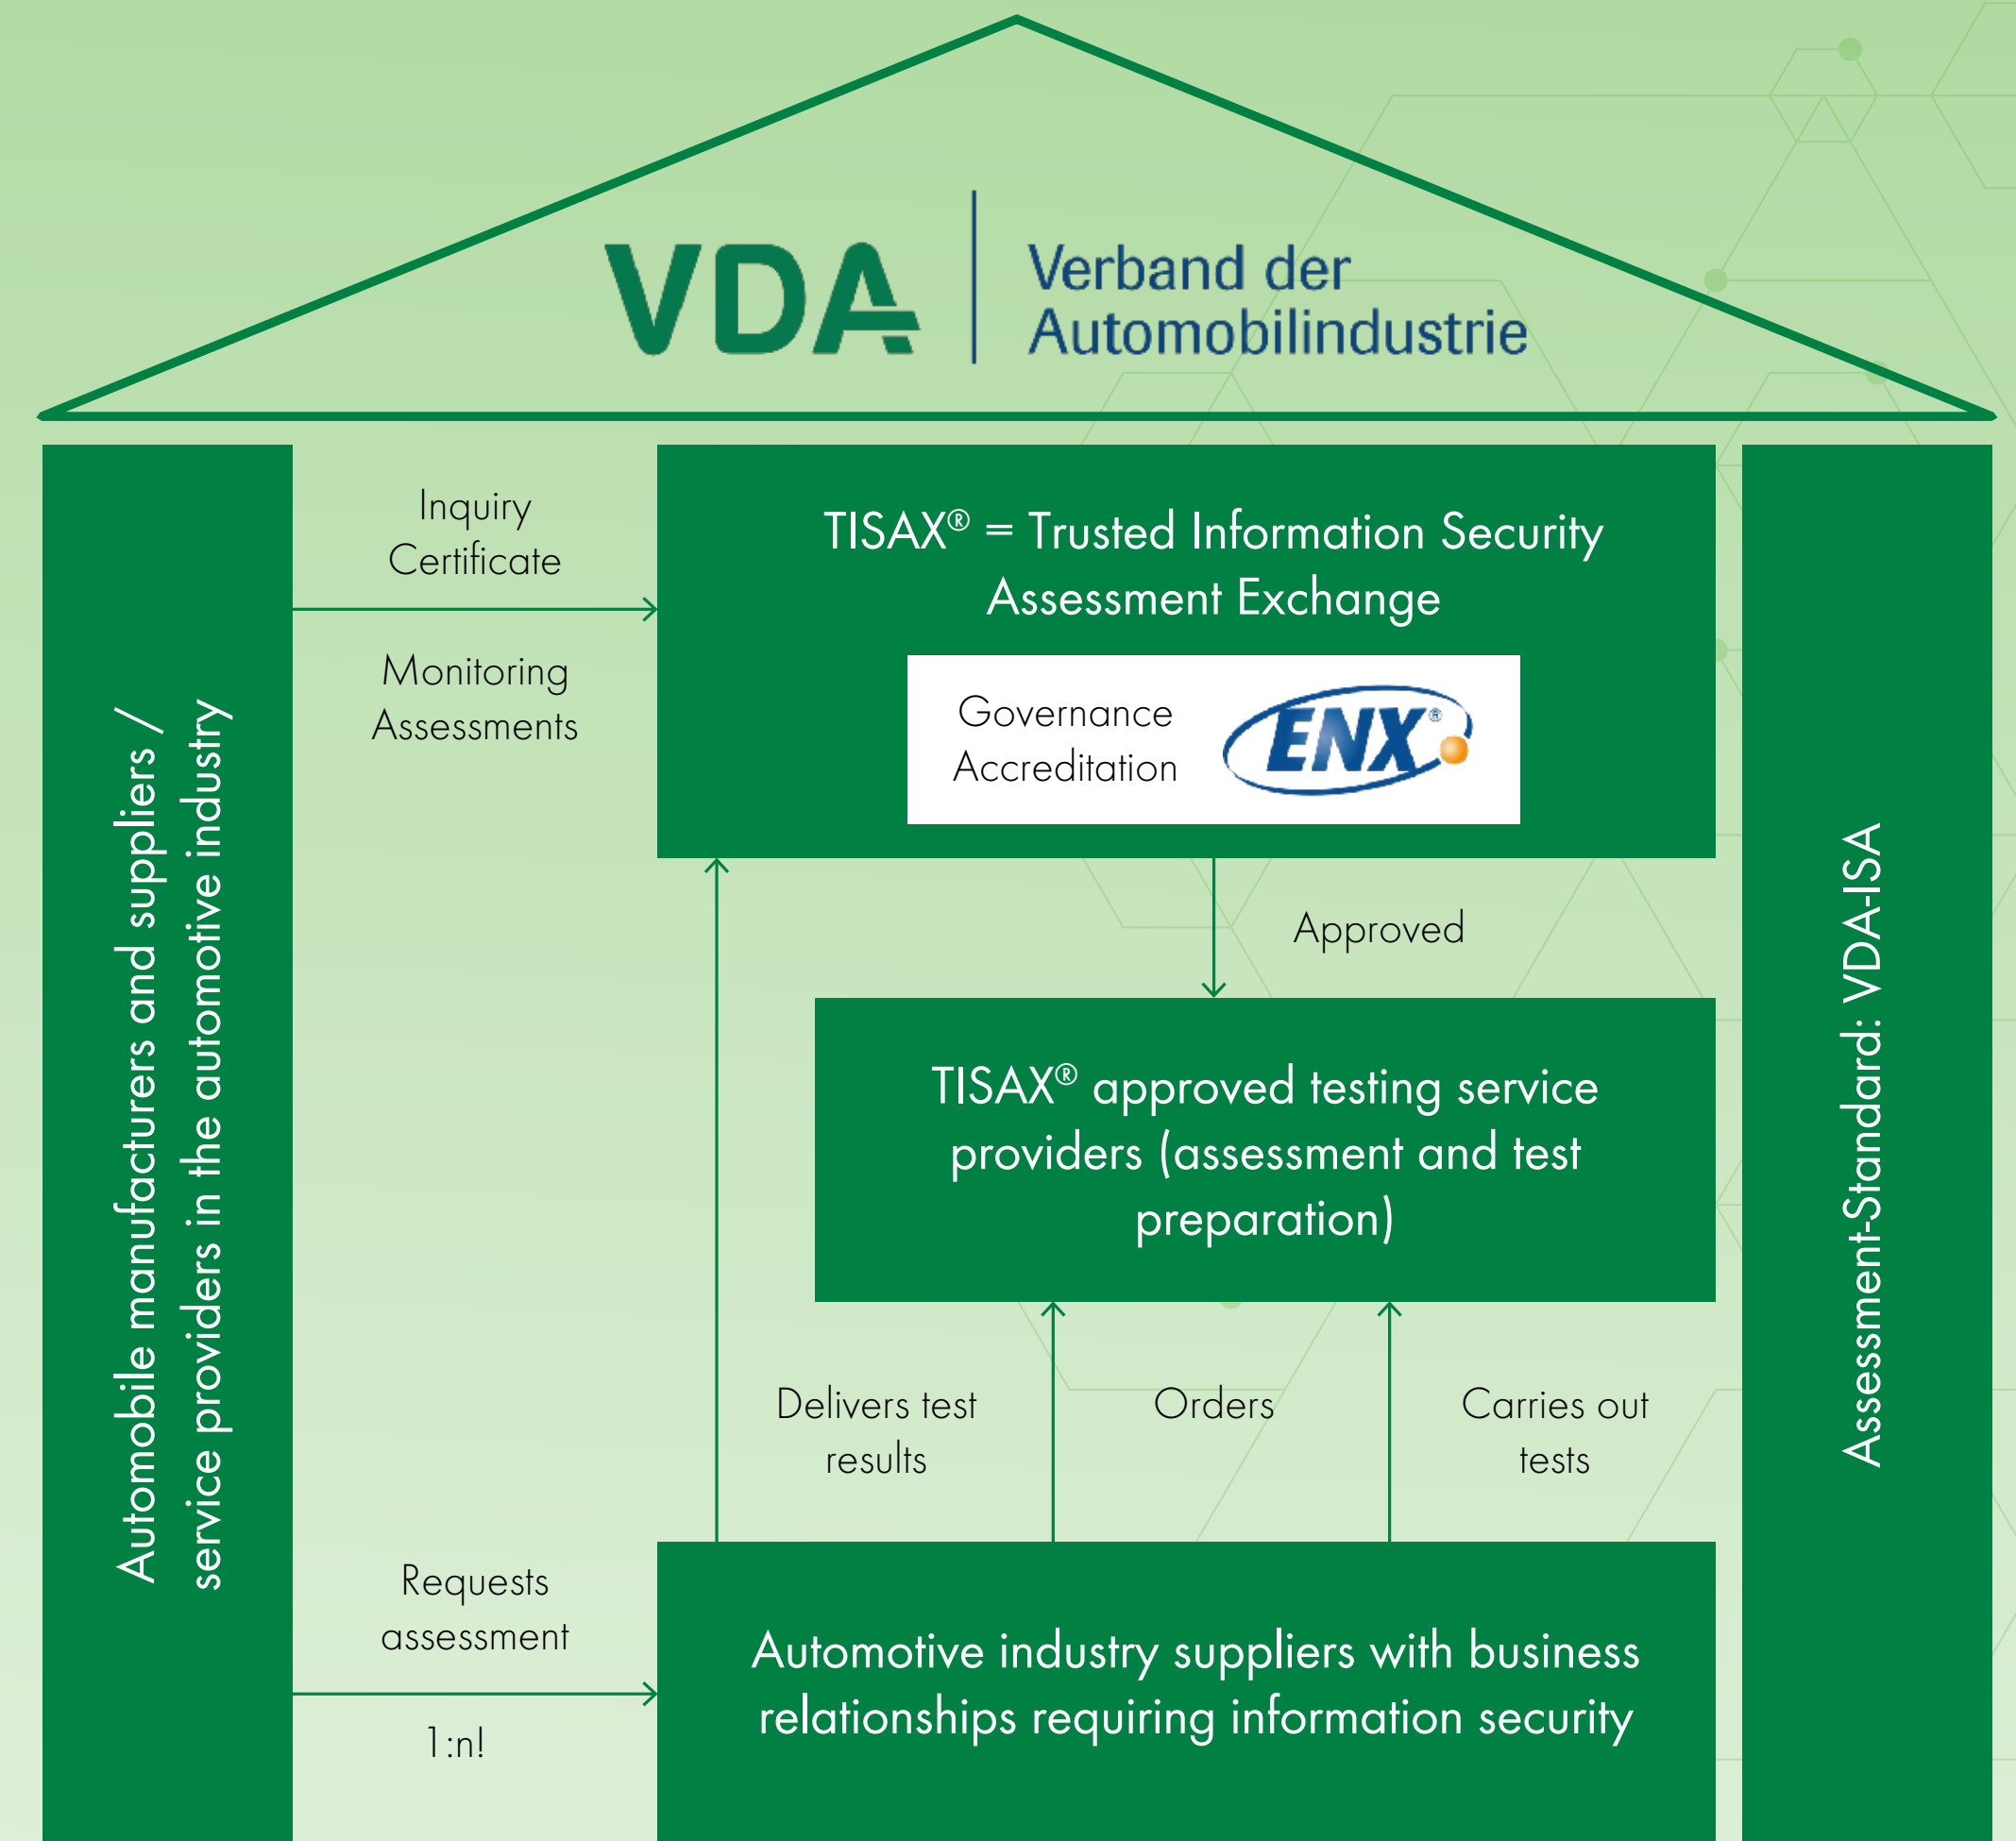 VDA
Verband der
Automobilindustrie
Automobile manufacturers and suppliers /
service providers in the automotive industry
Inquiry
Certificate
Monitoring
Assessments
TISAX® = Trusted Information Security
Assessment Exchange
Governance
Accreditation
ENX®
Approved
TISAX® approved testing service
providers (assessment and test
preparation)
Delivers test
results
Orders
Carries out
tests
Requests
assessment
1:n!
Automotive industry suppliers with business
relationships requiring information security
Assessment-Standard: VDA-ISA